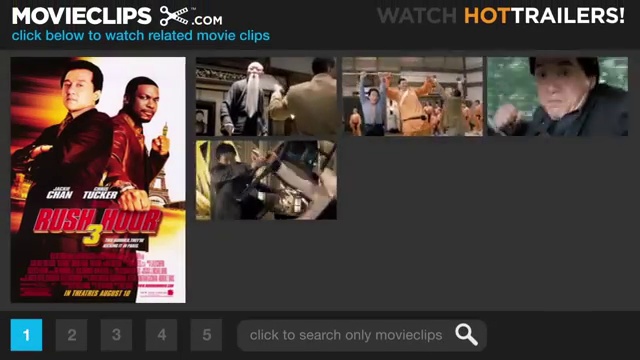 MOVIECLIPS .COM
click below to watch related movie clips
WATCH HOTTRAILERS!
JACKIE CHAN
CHRIS TUCKER
RUSH HOUR
3
IN THEATRES AUGUST 10
1 2 3 4 5
click to search only movieclips